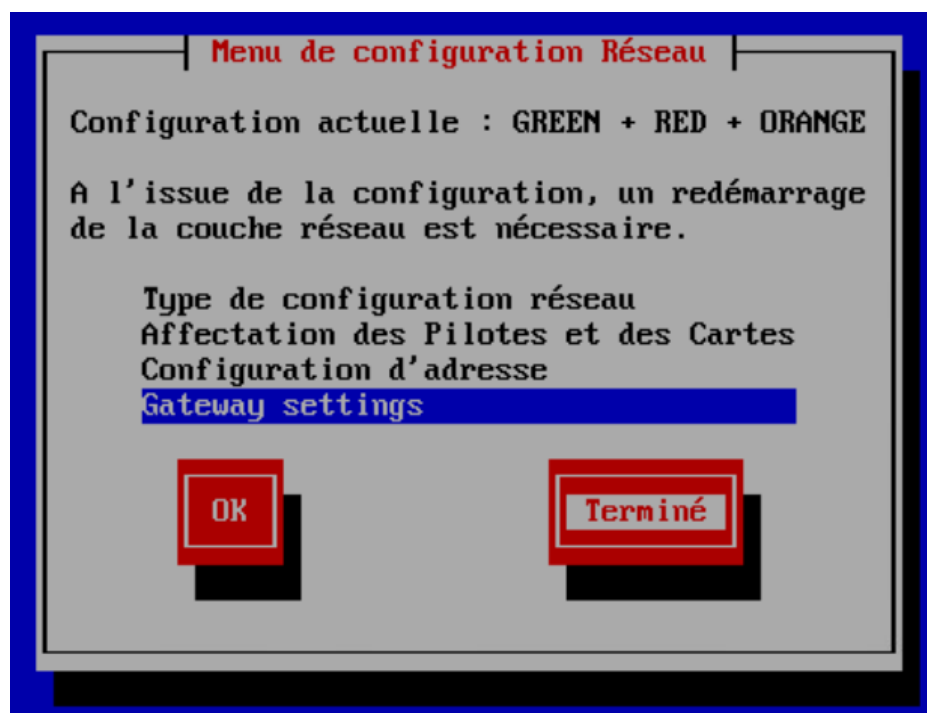 Menu de configuration Réseau
Configuration actuelle : GREEN + RED + ORANGE
A l'issue de la configuration, un redémarrage
de la couche réseau est nécessaire.
Type de configuration réseau
Affectation des Pilotes et des Cartes
Configuration d'adresse
Gateway settings
OK
Terminé